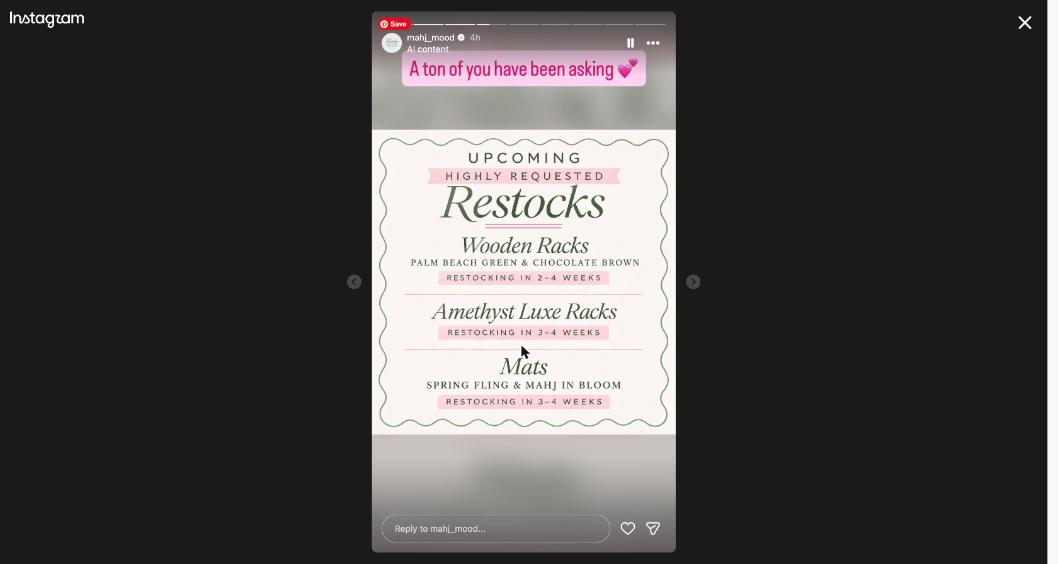 Instagram
Save
mahj_mood 4h
AI content
A ton of you have been asking 💕
UPCOMING
HIGHLY REQUESTED
Restocks
Wooden Racks
PALM BEACH GREEN & CHOCOLATE BROWN
RESTOCKING IN 2-4 WEEKS
Amethyst Luxe Racks
RESTOCKING IN 3-4 WEEKS
Mats
SPRING FLING & MAHJ IN BLOOM
RESTOCKING IN 3-4 WEEKS
Reply to mahj_mood...